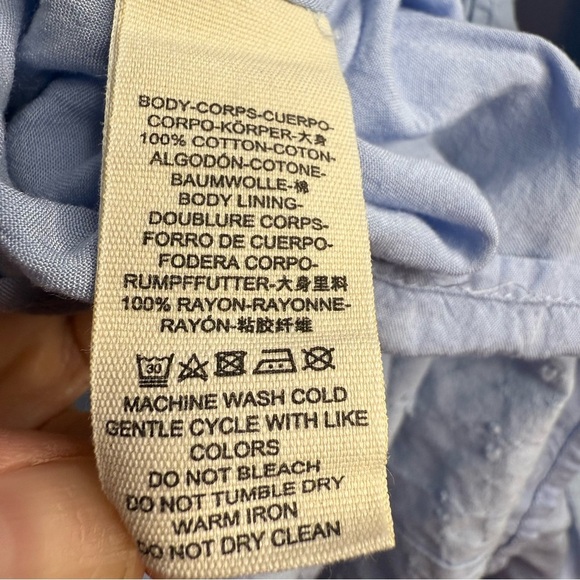 BODY-CORPS-CUERPO-
CORPO-KÖRPER-大身
100% COTTON-COTON-
ALGODÓN-COTONE-
BAUMWOLLE-棉
BODY LINING-
DOUBLURE CORPS-
FORRO DE CUERPO-
FODERA CORPO-
RUMPFFUTTER-大身里料
100% RAYON-RAYONNE-
RAYÓN-粘胶纤维
30
MACHINE WASH COLD
GENTLE CYCLE WITH LIKE
COLORS
DO NOT BLEACH
DO NOT TUMBLE DRY
WARM IRON
DO NOT DRY CLEAN